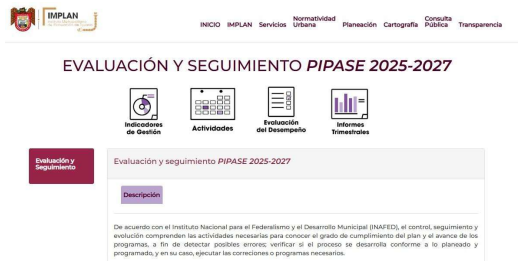 IMPLAN
INICIO IMPLAN Servicios Normatividad Urbana Planeación Cartografía Consulta Pública Transparencia
EVALUACIÓN Y SEGUIMIENTO PIPASE 2025-2027
Indicadores de Gestión
Actividades
Evaluación del Desempeño
Informes Trimestrales
Evaluación y
Seguimiento
Evaluación y seguimiento PIPASE 2025-2027
Descripción
De acuerdo con el Instituto Nacional para el Federalismo y el Desarrollo Municipal (INAFED), el control, seguimiento y
evolución comprenden las actividades necesarias para conocer el grado de cumplimiento del plan y el avance de los
programas, a fin de detectar posibles errores; verificar si el proceso se desarrolla conforme a lo planeado y
programado, y en su caso, ejecutar las correcciones o programas necesarios.